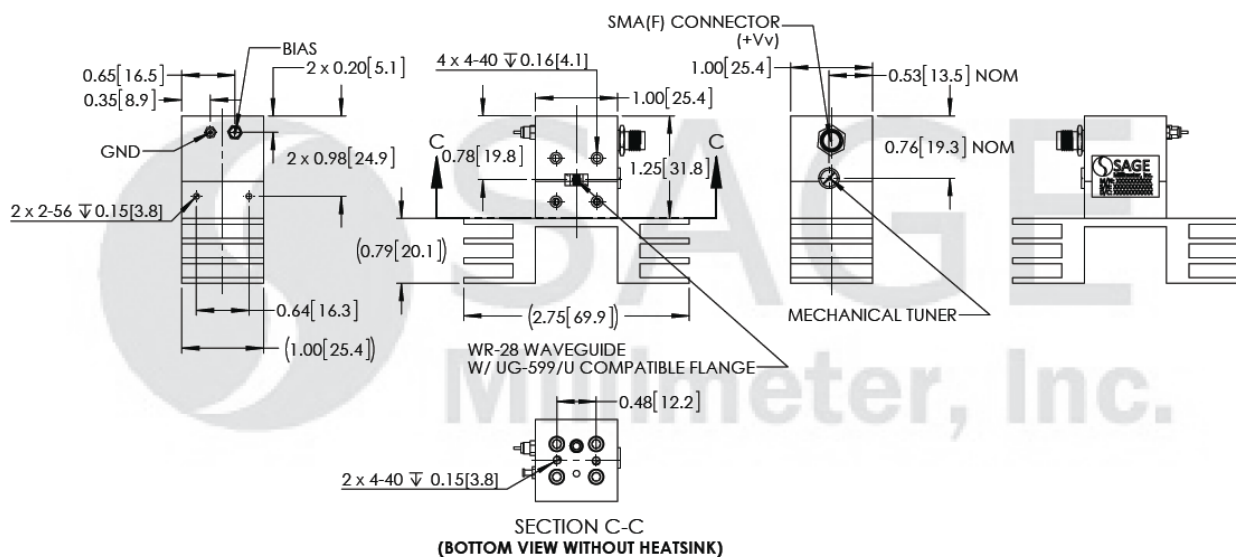 SMA(F) CONNECTOR
(+Vv)
BIAS
0.65[16.5]
2 x 0.20[5.1]
4 x 4-40 ↧ 0.16[4.1]
1.00[25.4]
0.53[13.5] NOM
0.35[8.9]
1.00[25.4]
GND
2 x 0.98[24.9]
C
0.78[19.8]
1.25[31.8]
C
0.76[19.3] NOM
SAGE
Millimeter, Inc.
2 x 2-56 ↧ 0.15[3.8]
(0.79[20.1])
0.64[16.3]
(2.75[69.9])
MECHANICAL TUNER
(1.00[25.4])
WR-28 WAVEGUIDE
W/ UG-599/U COMPATIBLE FLANGE
0.48[12.2]
2 x 4-40 ↧ 0.15[3.8]
SECTION C-C
(BOTTOM VIEW WITHOUT HEATSINK)
SAGE
Millimeter, Inc.